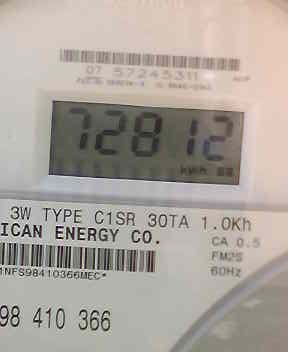 07 57245311
72812
kWh
3W TYPE C1SR 30TA 1.0Kh
ICAN ENERGY CO.
CA 0.5
FM2S
60Hz
1NFS98410366MEC*
98 410 366